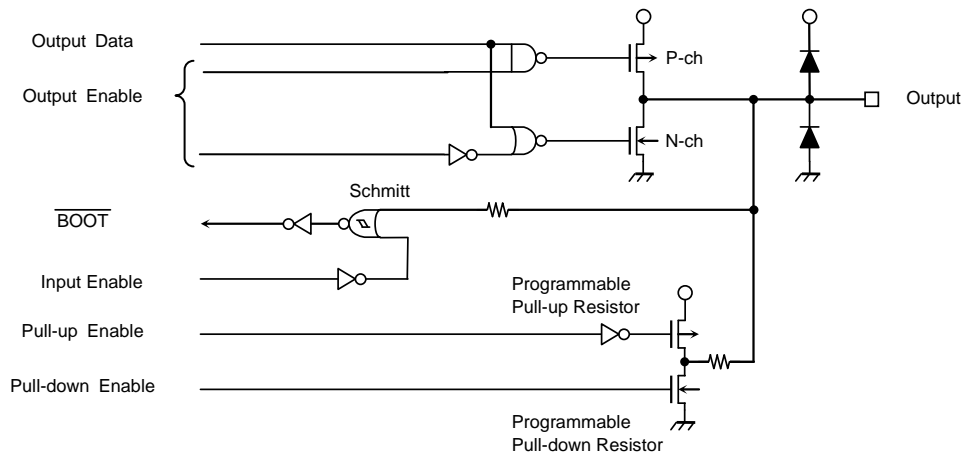 Output Data
P-ch
Output Enable
Output
N-ch
Schmitt
BOOT
Input Enable
Programmable
Pull-up Resistor
Pull-up Enable
Pull-down Enable
Programmable
Pull-down Resistor